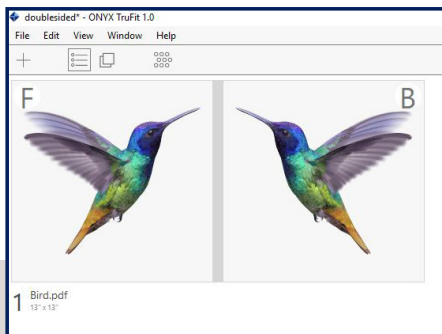 doublesided* - ONYX TruFit 1.0
File Edit View Window Help
F B
1 Bird.pdf
13" x 13"